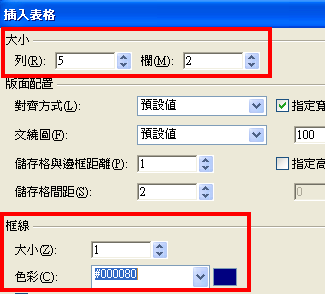 插入表格
大小
列(R): 5 欄(M): 2
版面配置
對齊方式(L): 預設值 指定寬
文繞圖(F): 預設值 100
儲存格與邊框距離(P): 1 指定高
儲存格間距(S): 2 0
框線
大小(Z): 1
色彩(C): #000080